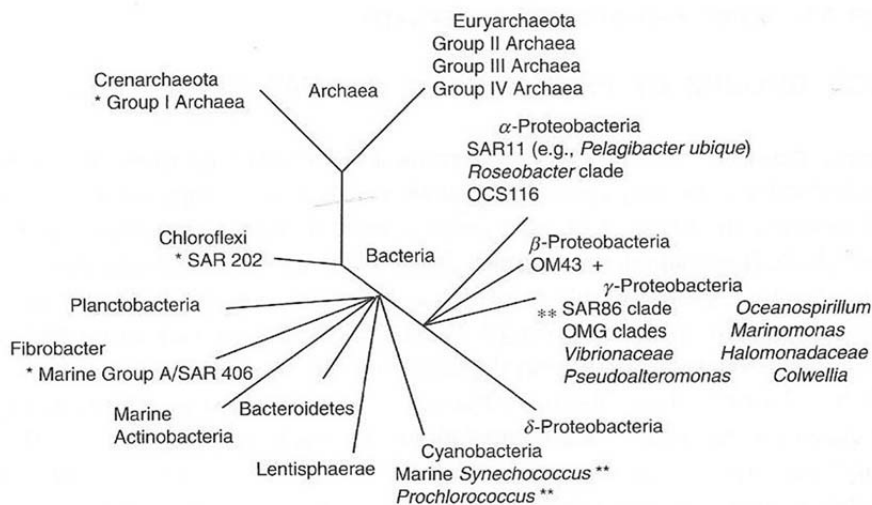 Euryarchaeota
Group II Archaea
Group III Archaea
Group IV Archaea
Crenarchaeota
* Group I Archaea
Archaea
α-Proteobacteria
SAR11 (e.g., Pelagibacter ubique)
Roseobacter clade
OCS116
Chloroflexi
* SAR 202
Bacteria
β-Proteobacteria
OM43 +
γ-Proteobacteria
** SAR86 clade Oceanospirillum
OMG clades Marinomonas
Vibrionaceae Halomonadaceae
Pseudoalteromonas Colwellia
Planctobacteria
Fibrobacter
* Marine Group A/SAR 406
Marine
Actinobacteria
Bacteroidetes
Lentisphaerae
δ-Proteobacteria
Cyanobacteria
Marine Synechococcus **
Prochlorococcus **